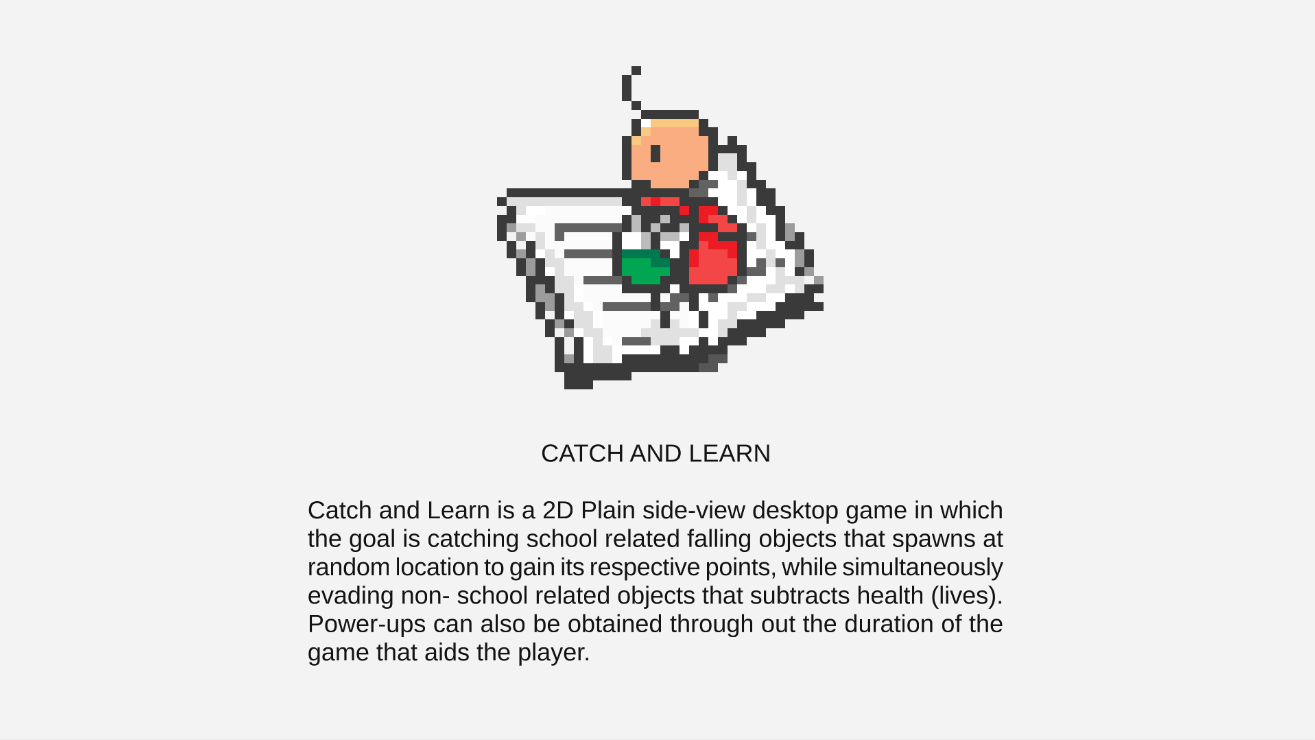 CATCH AND LEARN
Catch and Learn is a 2D Plain side-view desktop game in which
the goal is catching school related falling objects that spawns at
random location to gain its respective points, while simultaneously
evading non- school related objects that subtracts health (lives).
Power-ups can also be obtained through out the duration of the
game that aids the player.